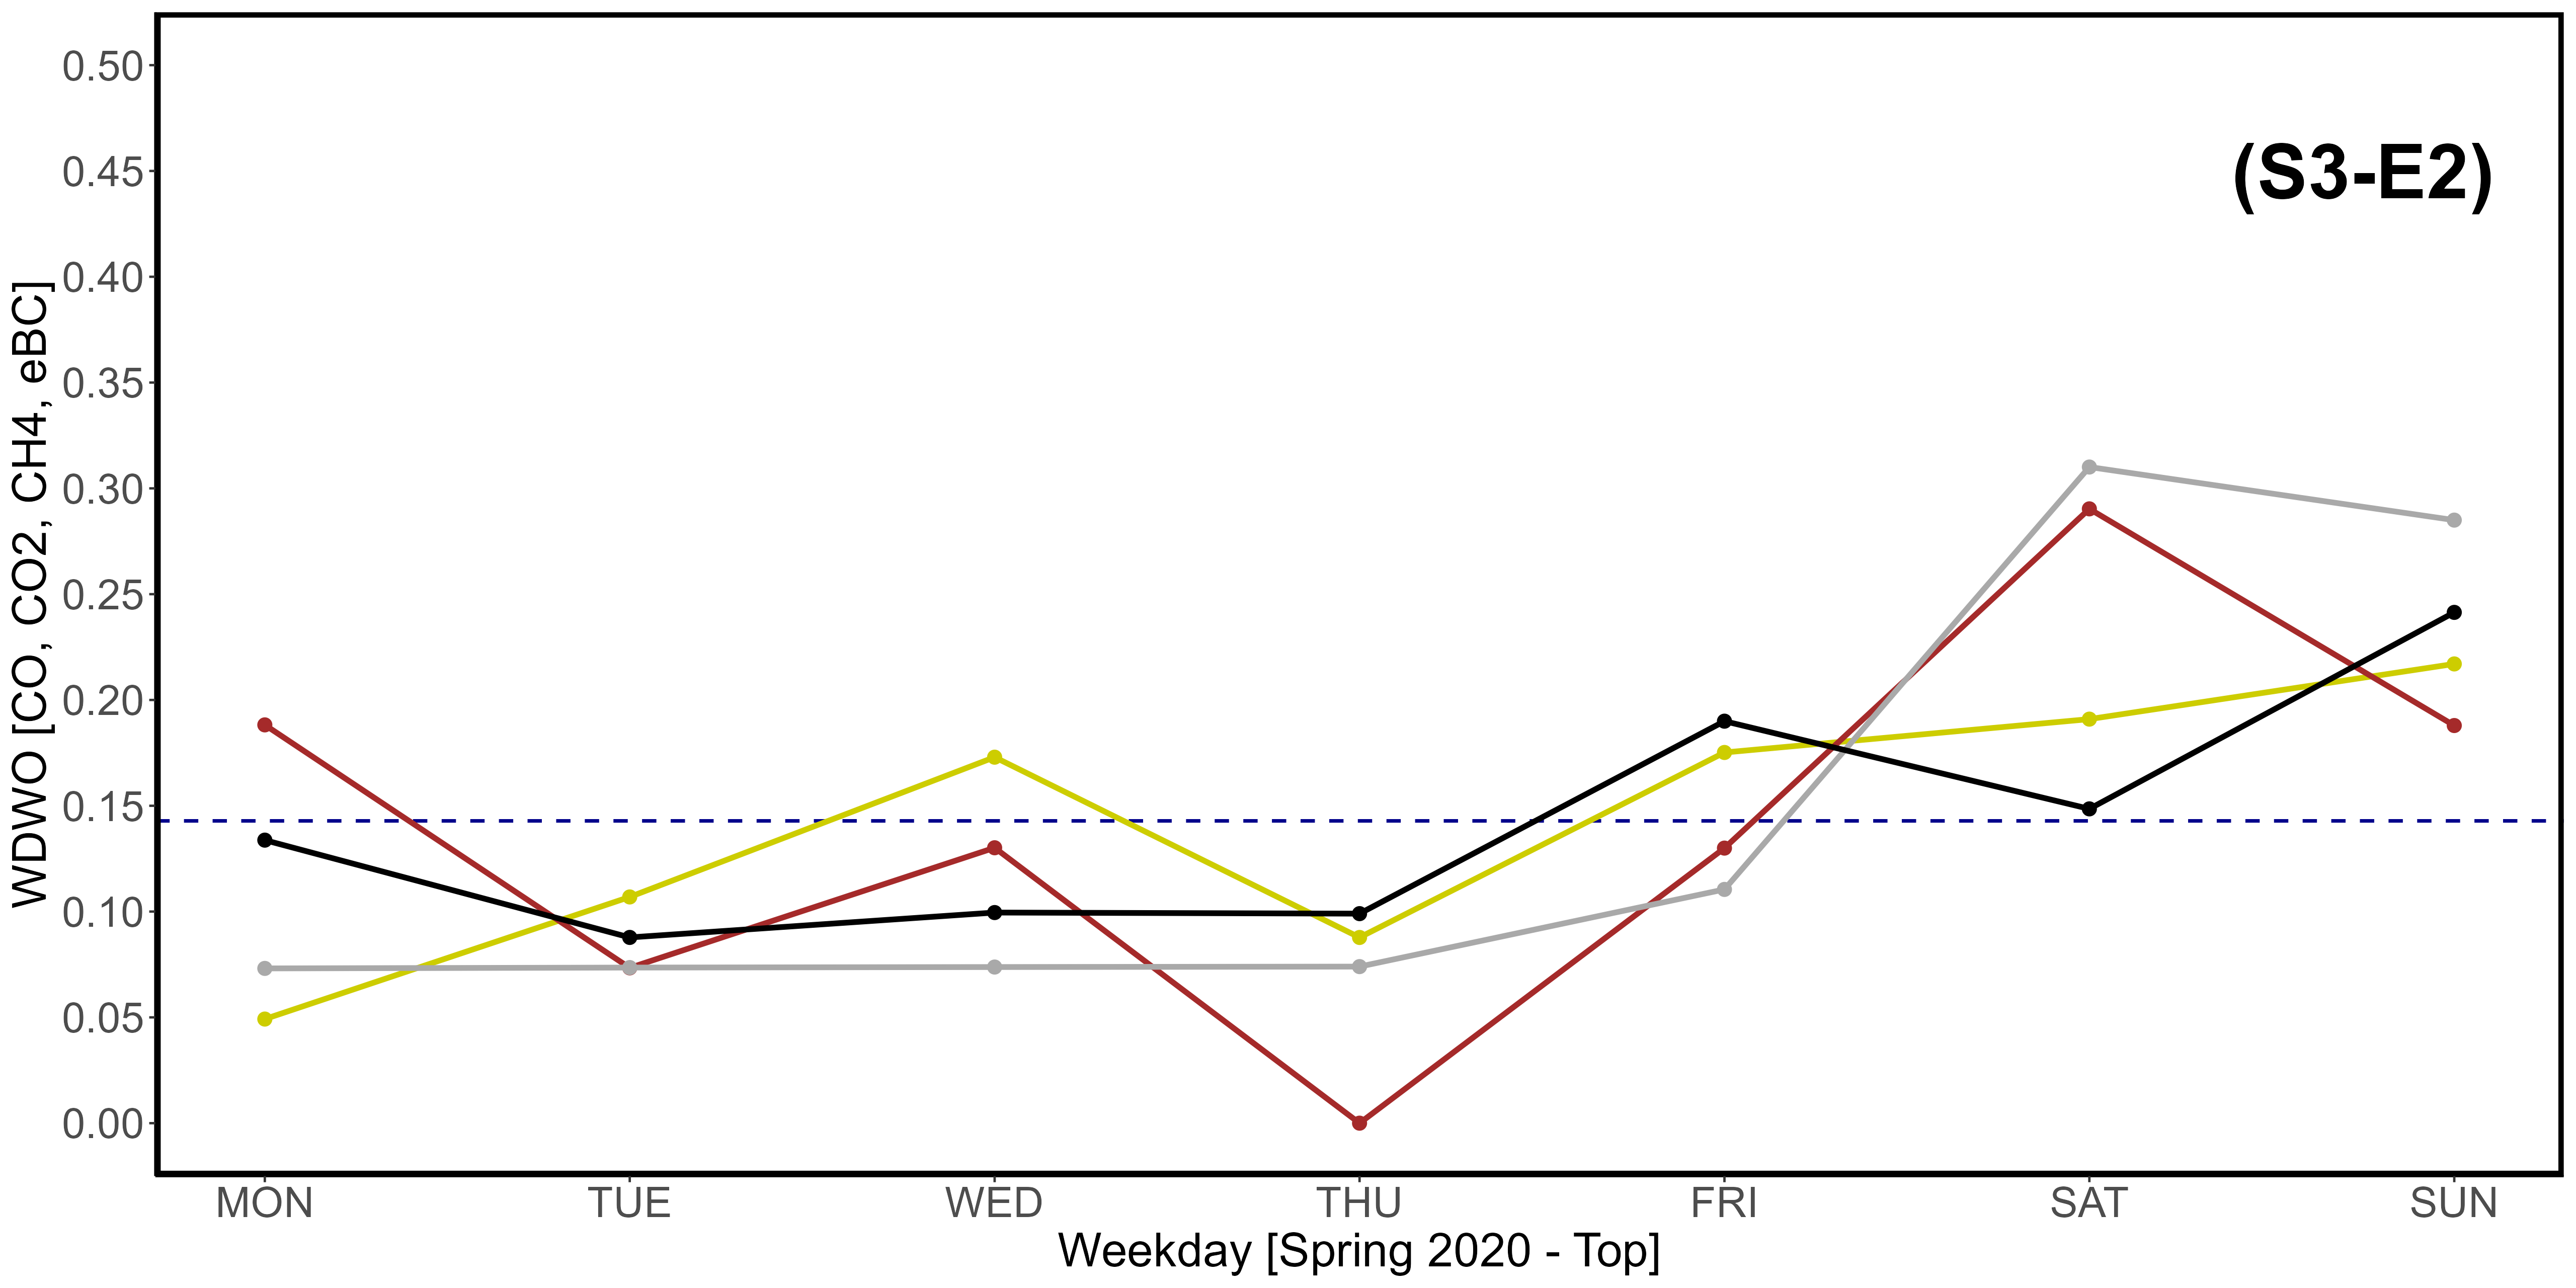 (S3-E2)
WDWO [CO, CO2, CH4, eBC]
0.50
0.45
0.40
0.35
0.30
0.25
0.20
0.15
0.10
0.05
0.00
MON TUE WED THU FRI SAT SUN
Weekday [Spring 2020 - Top]